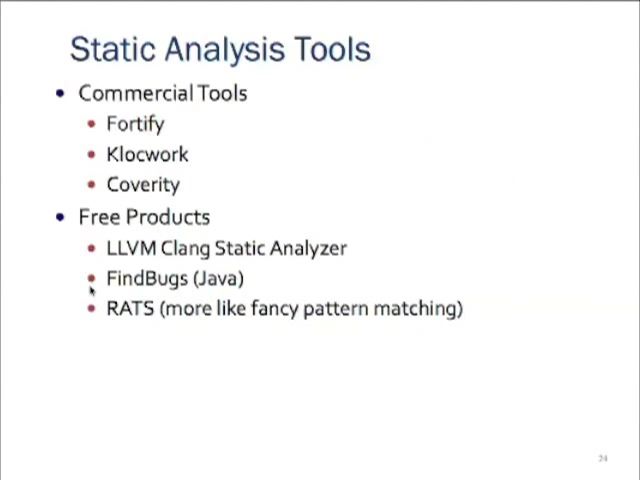 Static Analysis Tools
• Commercial Tools
• Fortify
• Klocwork
• Coverity
• Free Products
• LLVM Clang Static Analyzer
• FindBugs (Java)
• RATS (more like fancy pattern matching)
24